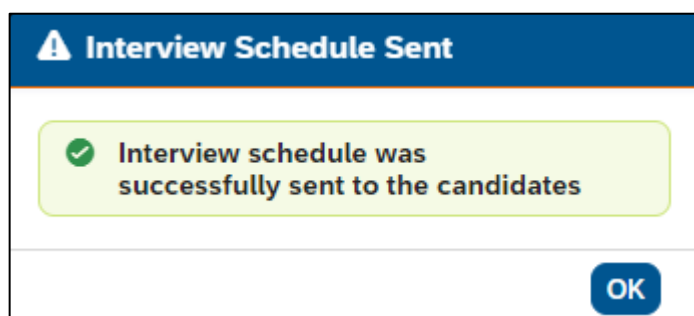 Interview Schedule Sent
Interview schedule was
successfully sent to the candidates
OK